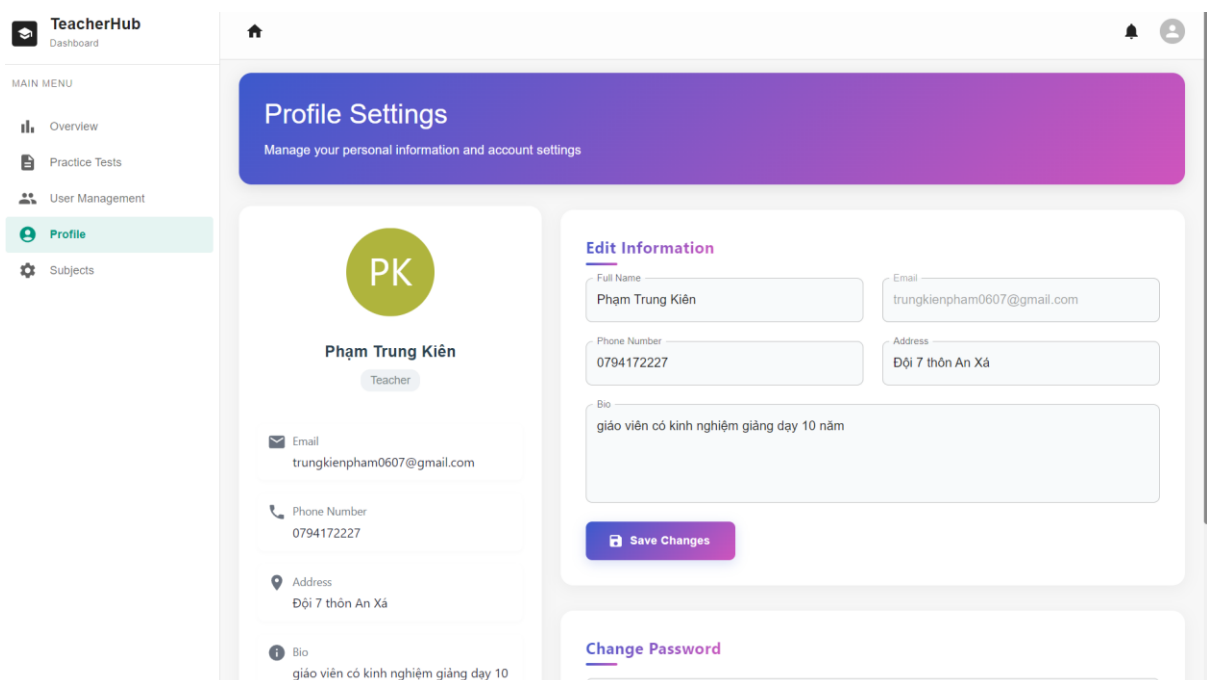 TeacherHub
Dashboard
MAIN MENU
Overview
Practice Tests
User Management
Profile
Subjects
Profile Settings
Manage your personal information and account settings
PK
Phạm Trung Kiên
Teacher
Email
trungkienpham0607@gmail.com
Phone Number
0794172227
Address
Đội 7 thôn An Xá
Bio
giáo viên có kinh nghiệm giảng dạy 10
Edit Information
Full Name
Phạm Trung Kiên
Email
trungkienpham0607@gmail.com
Phone Number
0794172227
Address
Đội 7 thôn An Xá
Bio
giáo viên có kinh nghiệm giảng dạy 10 năm
Save Changes
Change Password